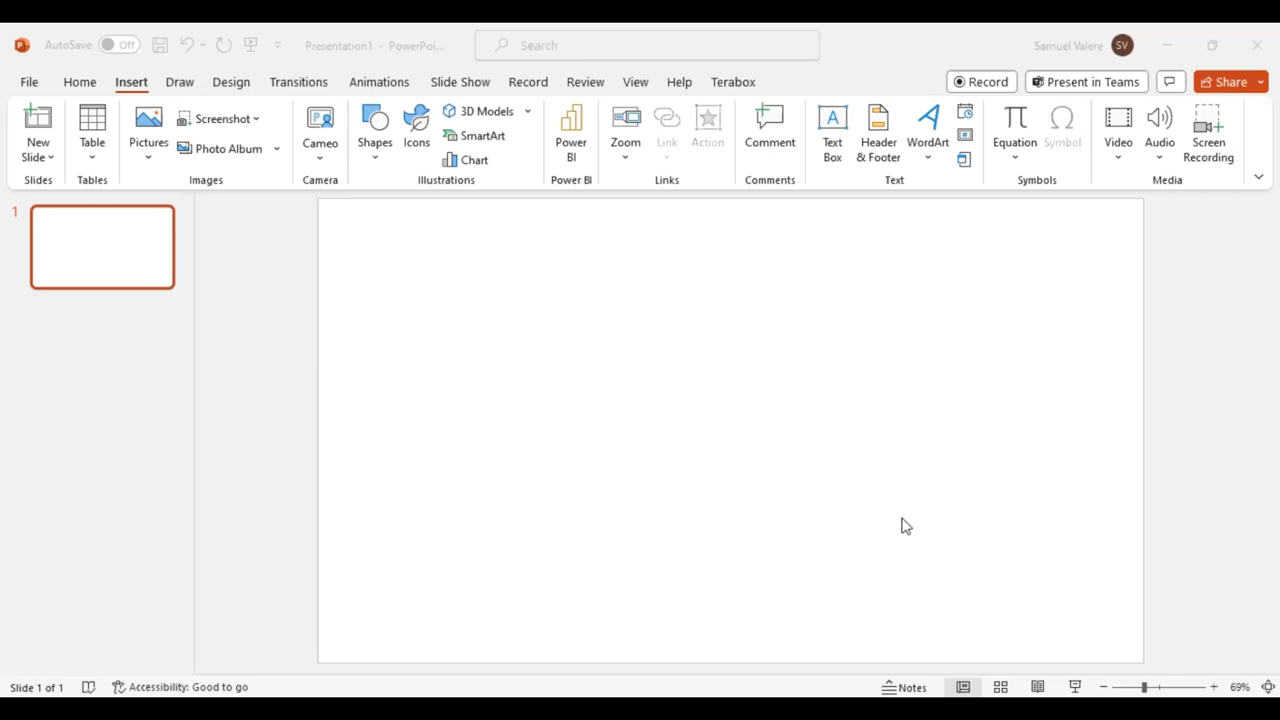 AutoSave Off Presentation1 - PowerPoi... Search Samuel Valere SV
File Home Insert Draw Design Transitions Animations Slide Show Record Review View Help Terabox Record Present in Teams Share
New Slide
Table
Pictures
Screenshot
Photo Album
Cameo
Shapes
Icons
3D Models
SmartArt
Chart
Power BI
Zoom
Link
Action
Comment
Text Box
Header & Footer
WordArt
Equation
Symbol
Video
Audio
Screen Recording
Slides Tables Images Camera Illustrations Power BI Links Comments Text Symbols Media
1
Slide 1 of 1 Accessibility: Good to go Notes 69%